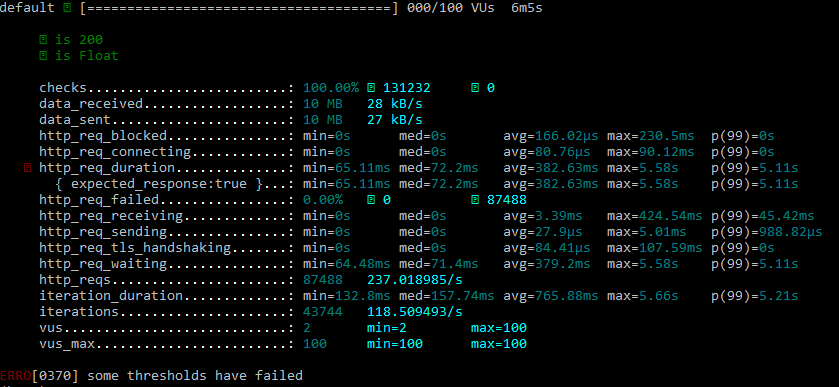 default [======================================] 000/100 VUs  6m5s
is 200
is Float
checks.........................: 100.00% 131232 0
data_received..................: 10 MB 28 kB/s
data_sent......................: 10 MB 27 kB/s
http_req_blocked...............: min=0s med=0s avg=166.02µs max=230.5ms p(99)=0s
http_req_connecting............: min=0s med=0s avg=80.76µs max=90.12ms p(99)=0s
http_req_duration..............: min=65.11ms med=72.2ms avg=382.63ms max=5.58s p(99)=5.11s
{ expected_response:true }...: min=65.11ms med=72.2ms avg=382.63ms max=5.58s p(99)=5.11s
http_req_failed................: 0.00% 0 87488
http_req_receiving.............: min=0s med=0s avg=3.39ms max=424.54ms p(99)=45.42ms
http_req_sending...............: min=0s med=0s avg=27.9µs max=5.01ms p(99)=988.82µs
http_req_tls_handshaking.......: min=0s med=0s avg=84.41µs max=107.59ms p(99)=0s
http_req_waiting...............: min=64.48ms med=71.4ms avg=379.2ms max=5.58s p(99)=5.11s
http_reqs......................: 87488 237.018985/s
iteration_duration.............: min=132.8ms med=157.74ms avg=765.88ms max=5.66s p(99)=5.21s
iterations.....................: 43744 118.509493/s
vus............................: 2 min=2 max=100
vus_max........................: 100 min=100 max=100
ERRO[0370] some thresholds have failed